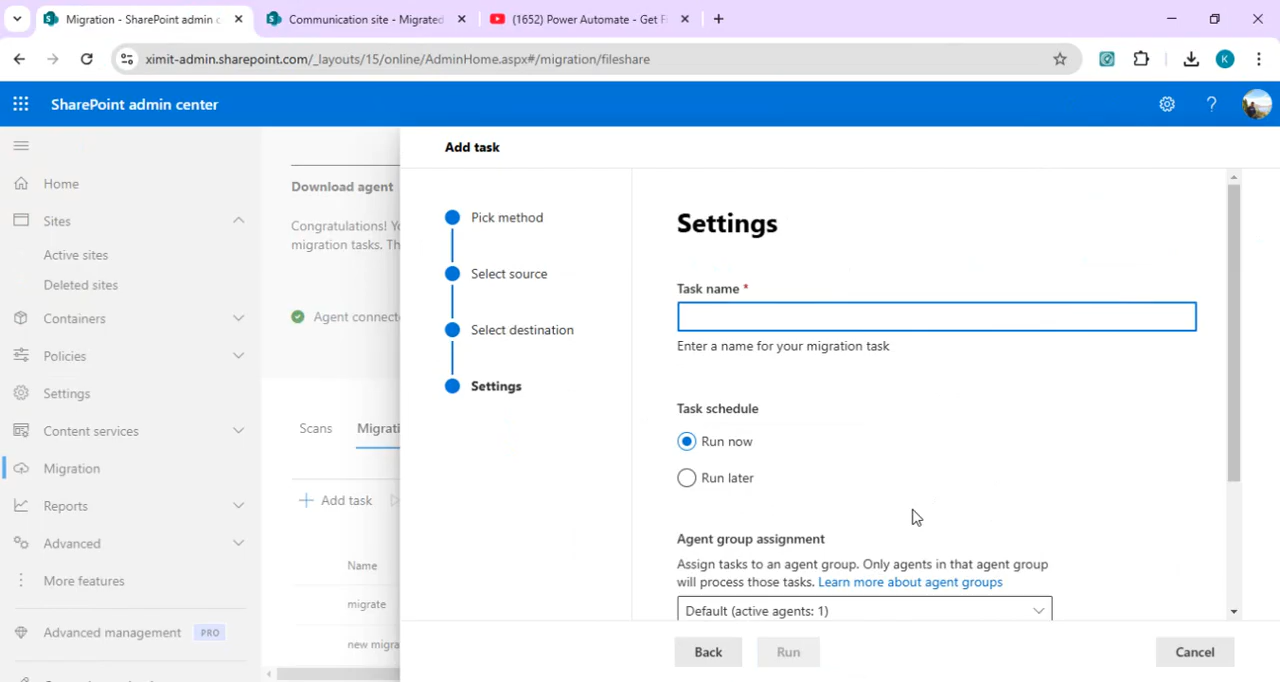 Migration - SharePoint admin c
Communication site - Migrated
(1652) Power Automate - Get Fi
ximit-admin.sharepoint.com/_layouts/15/online/AdminHome.aspx#/migration/fileshare
K
SharePoint admin center
?
Home
Sites
Active sites
Deleted sites
Containers
Policies
Settings
Content services
Migration
Reports
Advanced
More features
Advanced management PRO
Download agent
Congratulations! Yo
migration tasks. Th
Agent connecte
Scans
Migrati
Add task
Name
migrate
new migra
Add task
Pick method
Select source
Select destination
Settings
Settings
Task name *
Enter a name for your migration task
Task schedule
Run now
Run later
Agent group assignment
Assign tasks to an agent group. Only agents in that agent group
will process those tasks. Learn more about agent groups
Default (active agents: 1)
Back
Run
Cancel